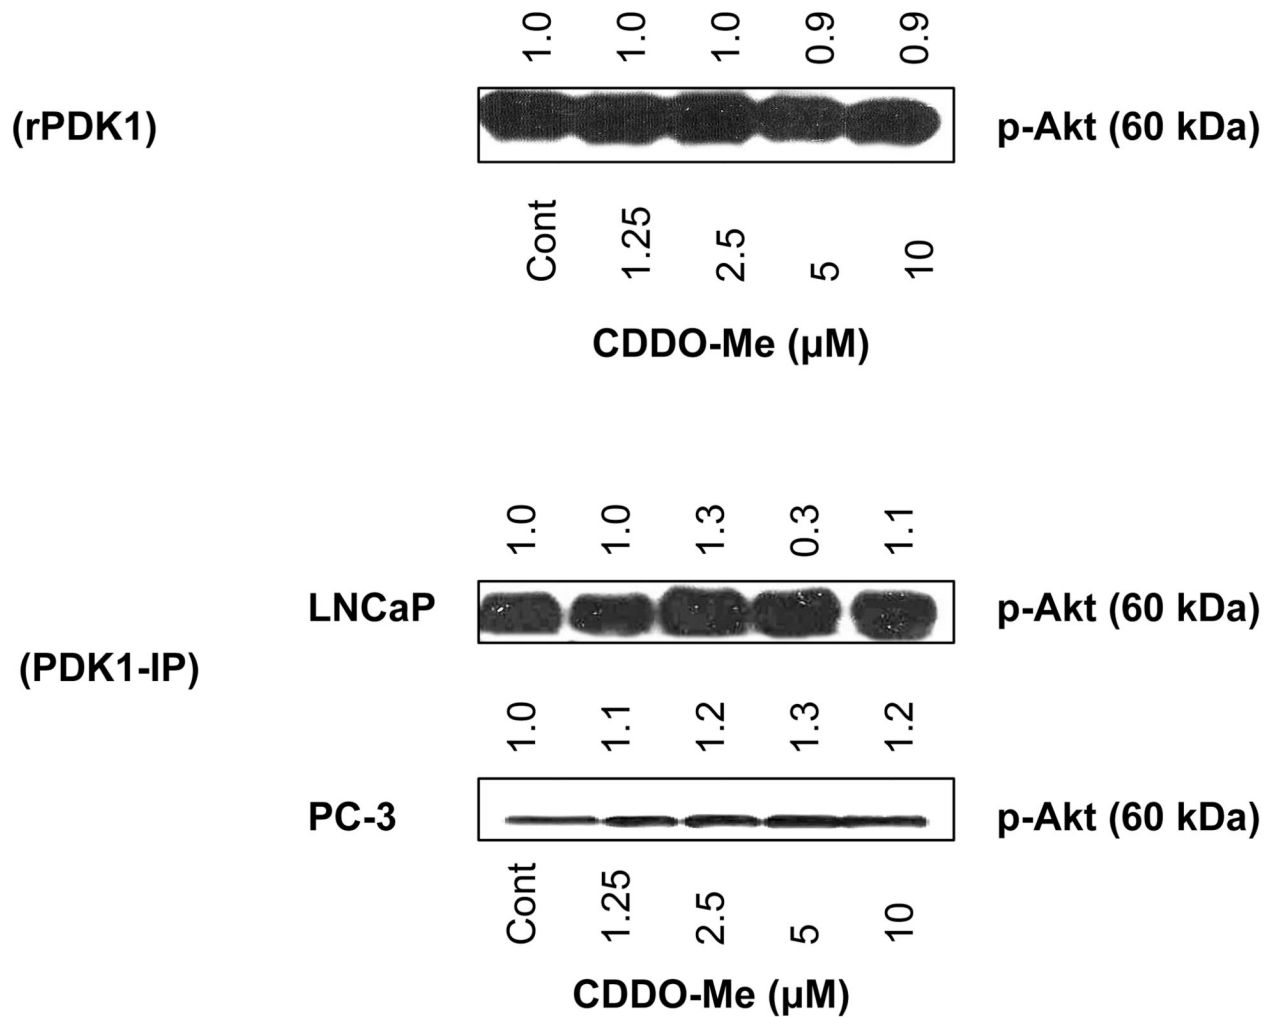 1.0 1.0 1.0 0.9 0.9
(rPDK1) p-Akt (60 kDa)
Cont 1.25 2.5 5 10
CDDO-Me (µM)
1.0 1.0 1.3 0.3 1.1
LNCaP p-Akt (60 kDa)
(PDK1-IP)
1.0 1.1 1.2 1.3 1.2
PC-3 p-Akt (60 kDa)
Cont 1.25 2.5 5 10
CDDO-Me (µM)